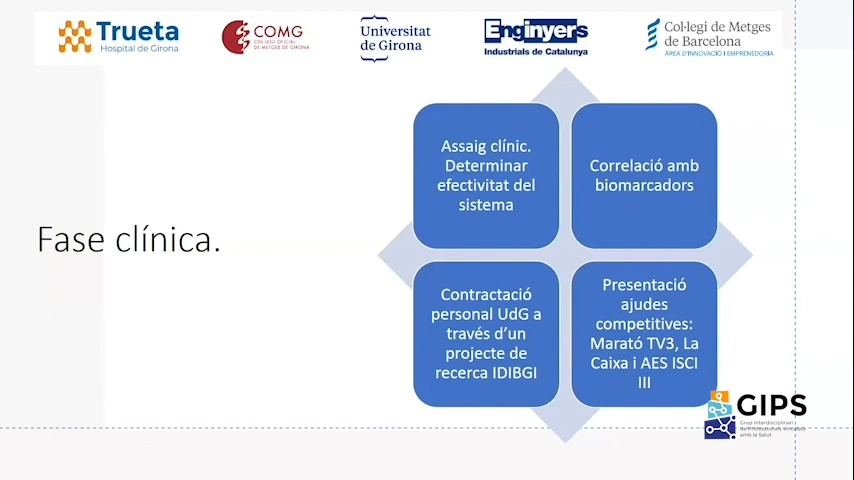 Trueta
Hospital de Girona
COMG
COL·LEGI OFICIAL
DE METGES DE GIRONA
Universitat
de Girona
Enginyers
Industrials de Catalunya
Col·legi de Metges
de Barcelona
ÀREA D'INNOVACIÓ I EMPRENEDORIA
Fase clínica.
Assaig clínic.
Determinar
efectivitat del
sistema
Correlació amb
biomarcadors
Contractació
personal UdG a
través d'un
projecte de
recerca IDIBGI
Presentació
ajudes
competitives:
Marató TV3, La
Caixa i AES ISCI
III
GIPS
Grup Interdisciplinari i
de Professionals vinculats
amb la Salut